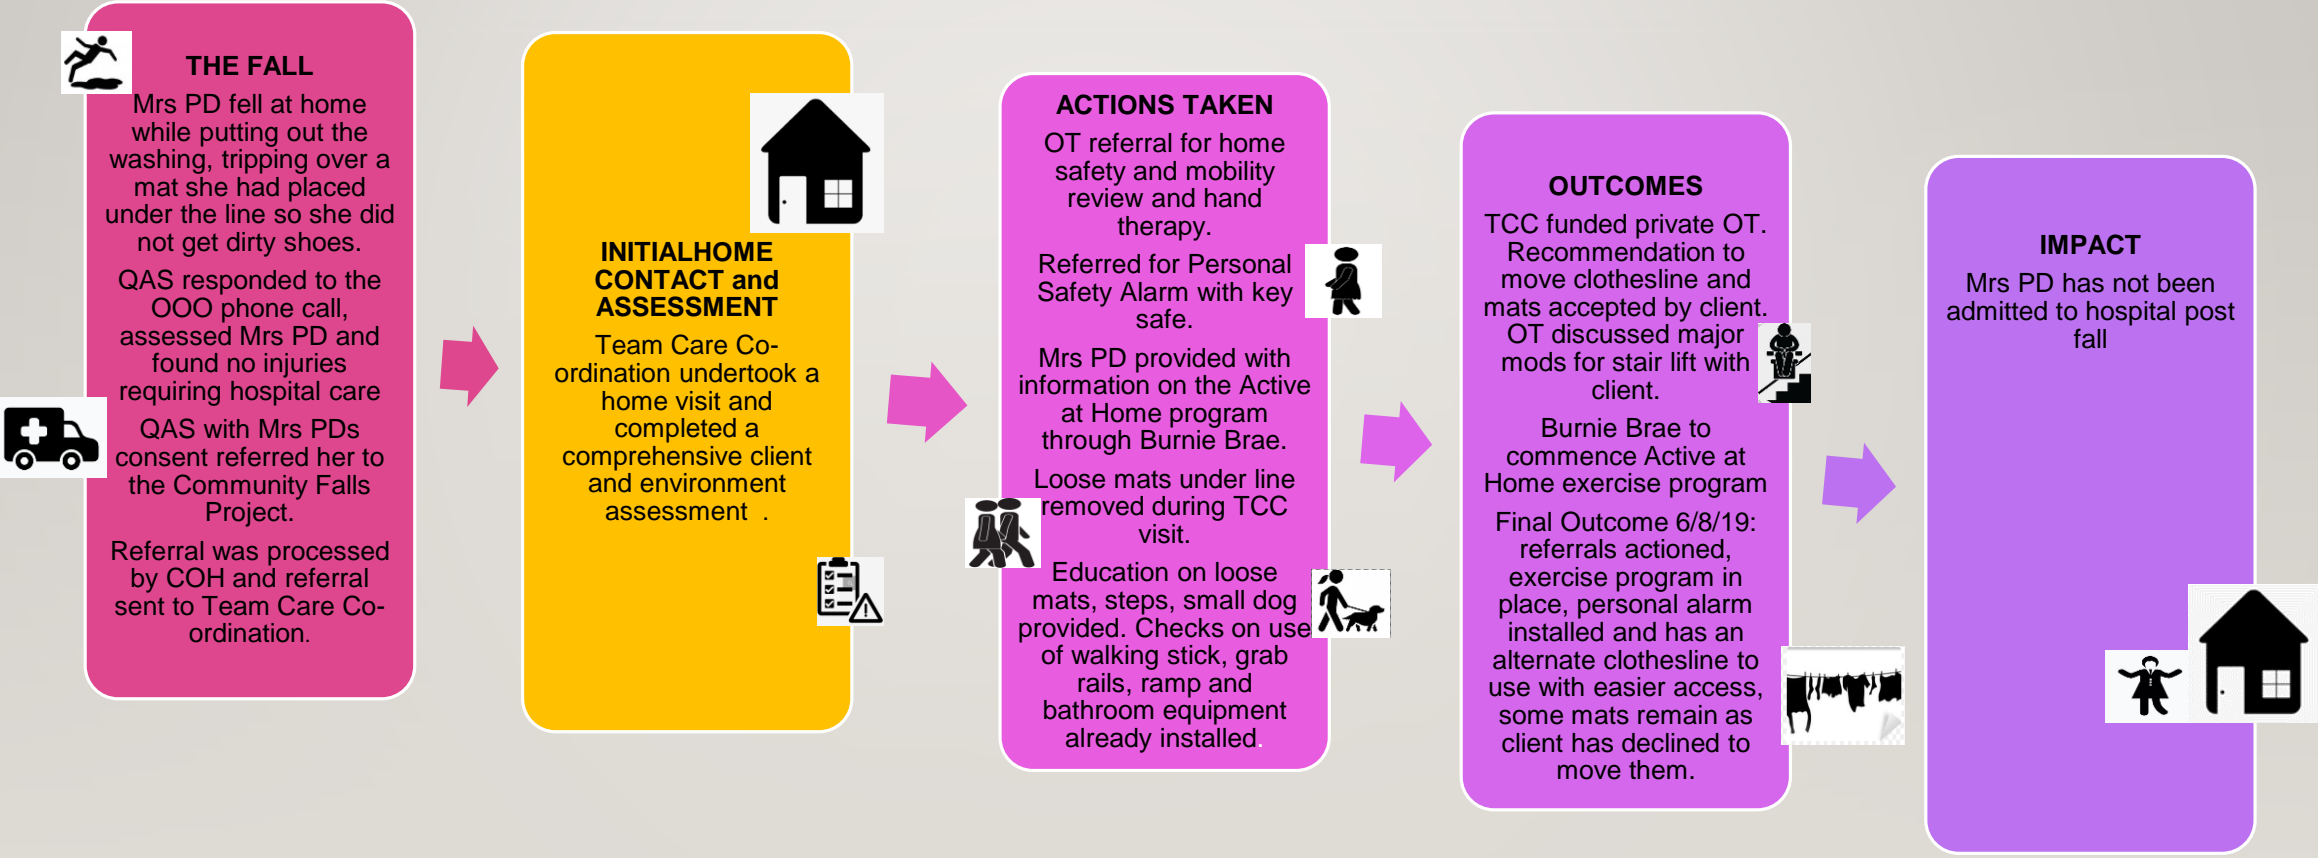 THE FALL
Mrs PD fell at home
while putting out the
washing, tripping over a
mat she had placed
under the line so she did
not get dirty shoes.
QAS responded to the
OOO phone call,
assessed Mrs PD and
found no injuries
requiring hospital care
QAS with Mrs PDs
consent referred her to
the Community Falls
Project.
Referral was processed
by COH and referral
sent to Team Care Co-
ordination.
INITIALHOME
CONTACT and
ASSESSMENT
Team Care Co-
ordination undertook a
home visit and
completed a
comprehensive client
and environment
assessment .
ACTIONS TAKEN
OT referral for home
safety and mobility
review and hand
therapy.
Referred for Personal
Safety Alarm with key
safe.
Mrs PD provided with
information on the Active
at Home program
through Burnie Brae.
Loose mats under line
removed during TCC
visit.
Education on loose
mats, steps, small dog
provided. Checks on use
of walking stick, grab
rails, ramp and
bathroom equipment
already installed.
OUTCOMES
TCC funded private OT.
Recommendation to
move clothesline and
mats accepted by client.
OT discussed major
mods for stair lift with
client.
Burnie Brae to
commence Active at
Home exercise program
Final Outcome 6/8/19:
referrals actioned,
exercise program in
place, personal alarm
installed and has an
alternate clothesline to
use with easier access,
some mats remain as
client has declined to
move them.
IMPACT
Mrs PD has not been
admitted to hospital post
fall